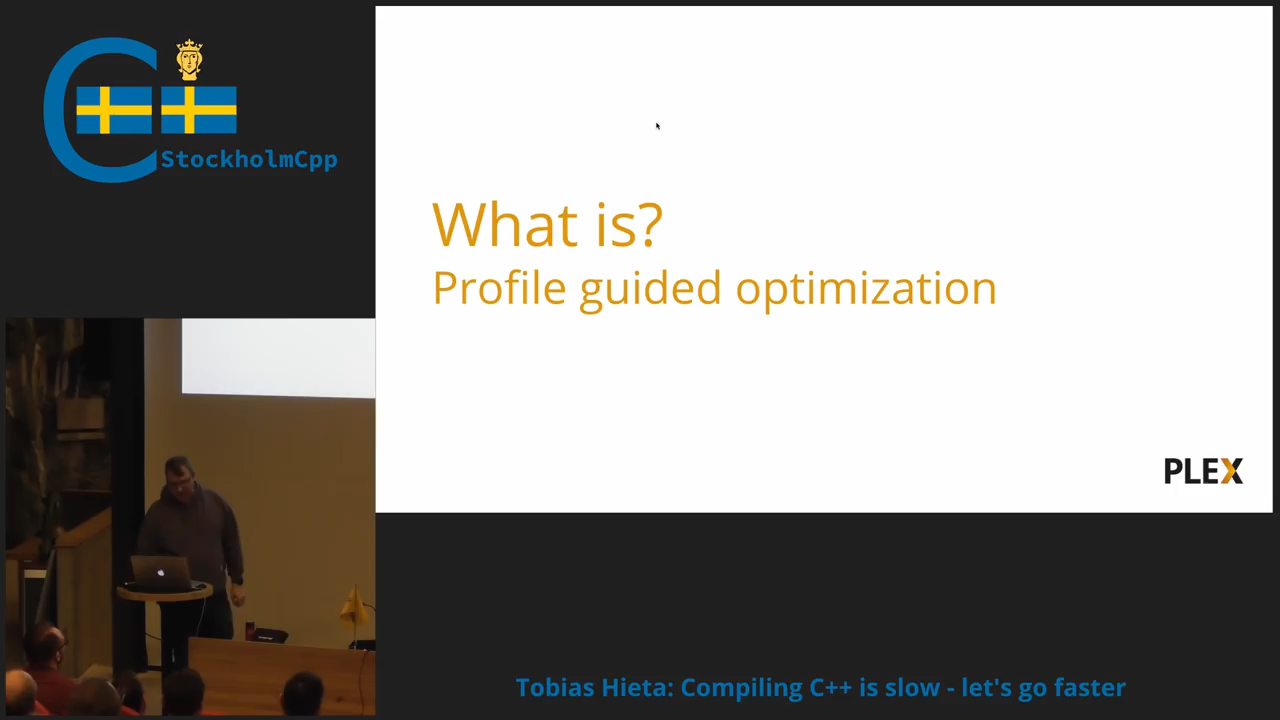 C
StockholmCpp
What is?
Profile guided optimization
PLEX
Tobias Hieta: Compiling C++ is slow - let's go faster